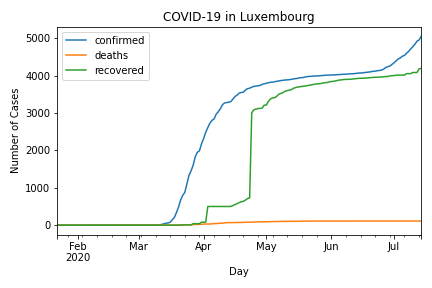 COVID-19 in Luxembourg
confirmed
deaths
recovered
Number of Cases
5000
4000
3000
2000
1000
0
Feb
2020
Mar
Apr
May
Jun
Jul
Day